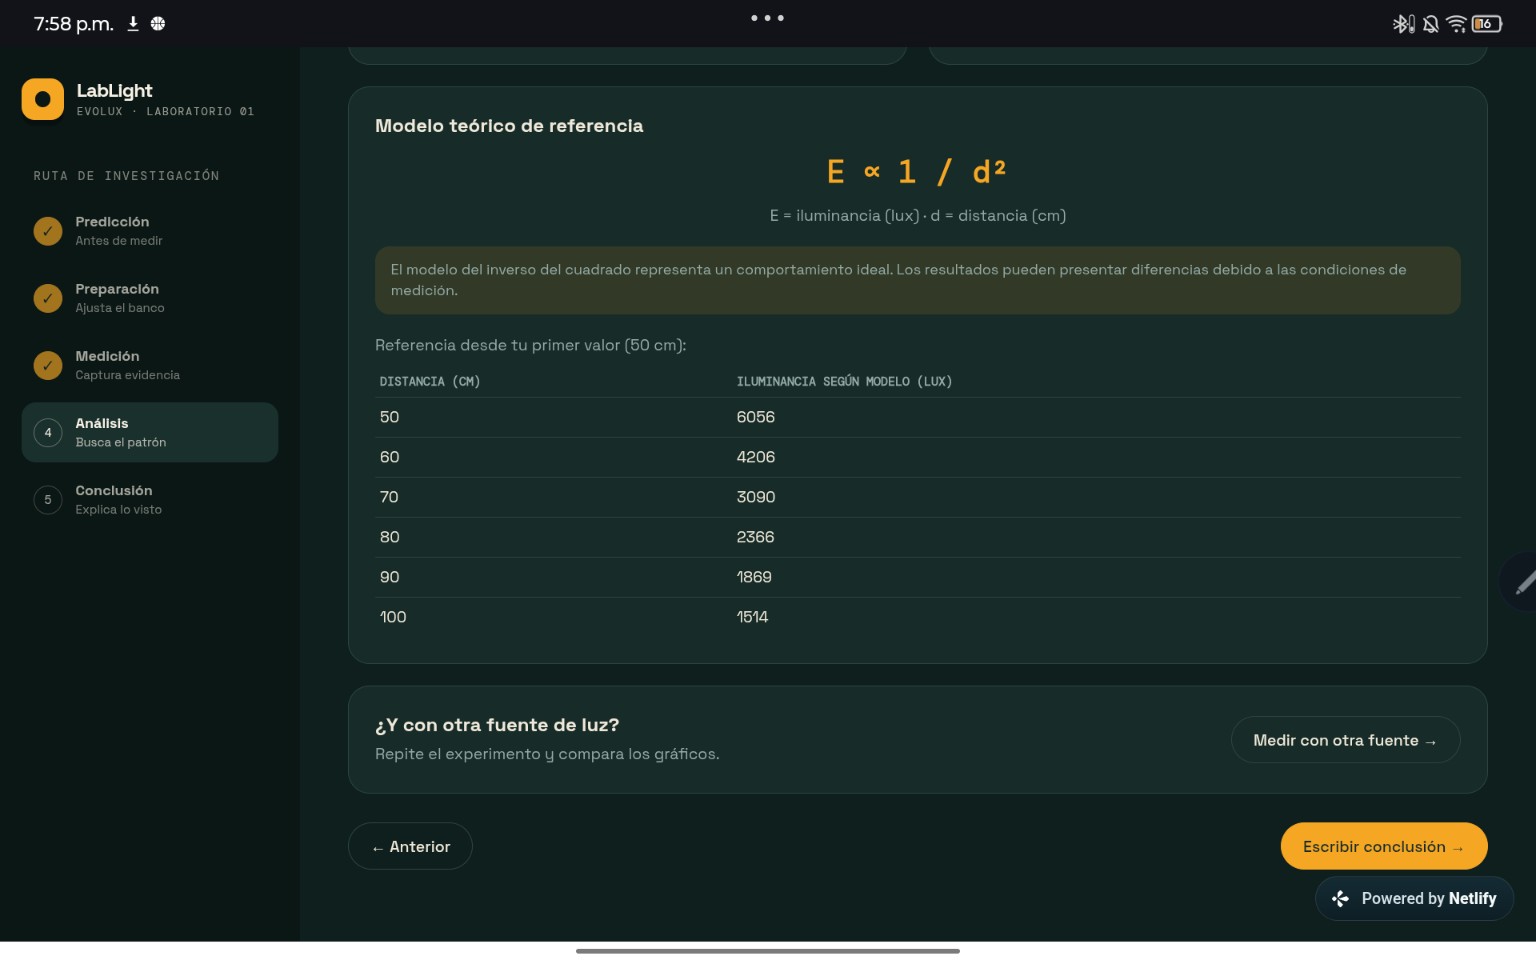 7:58 p.m.
16
LabLight
EVOLUX · LABORATORIO 01
RUTA DE INVESTIGACIÓN
✓ Predicción
Antes de medir
✓ Preparación
Ajusta el banco
✓ Medición
Captura evidencia
4 Análisis
Busca el patrón
5 Conclusión
Explica lo visto
Modelo teórico de referencia
E ∝ 1 / d²
E = iluminancia (lux) · d = distancia (cm)
El modelo del inverso del cuadrado representa un comportamiento ideal. Los resultados pueden presentar diferencias debido a las condiciones de
medición.
Referencia desde tu primer valor (50 cm):
DISTANCIA (CM) ILUMINANCIA SEGÚN MODELO (LUX)
50 6056
60 4206
70 3090
80 2366
90 1869
100 1514
¿Y con otra fuente de luz?
Repite el experimento y compara los gráficos.
Medir con otra fuente →
← Anterior
Escribir conclusión →
Powered by Netlify